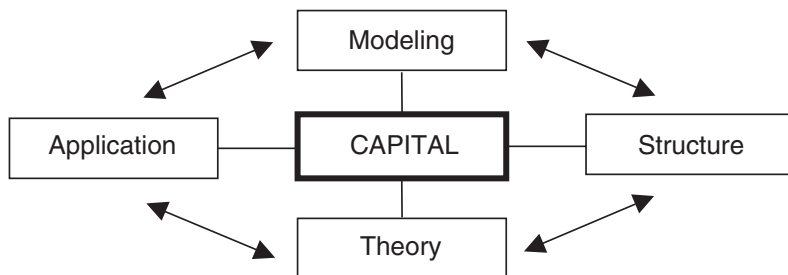 Modeling
Application
CAPITAL
Structure
Theory